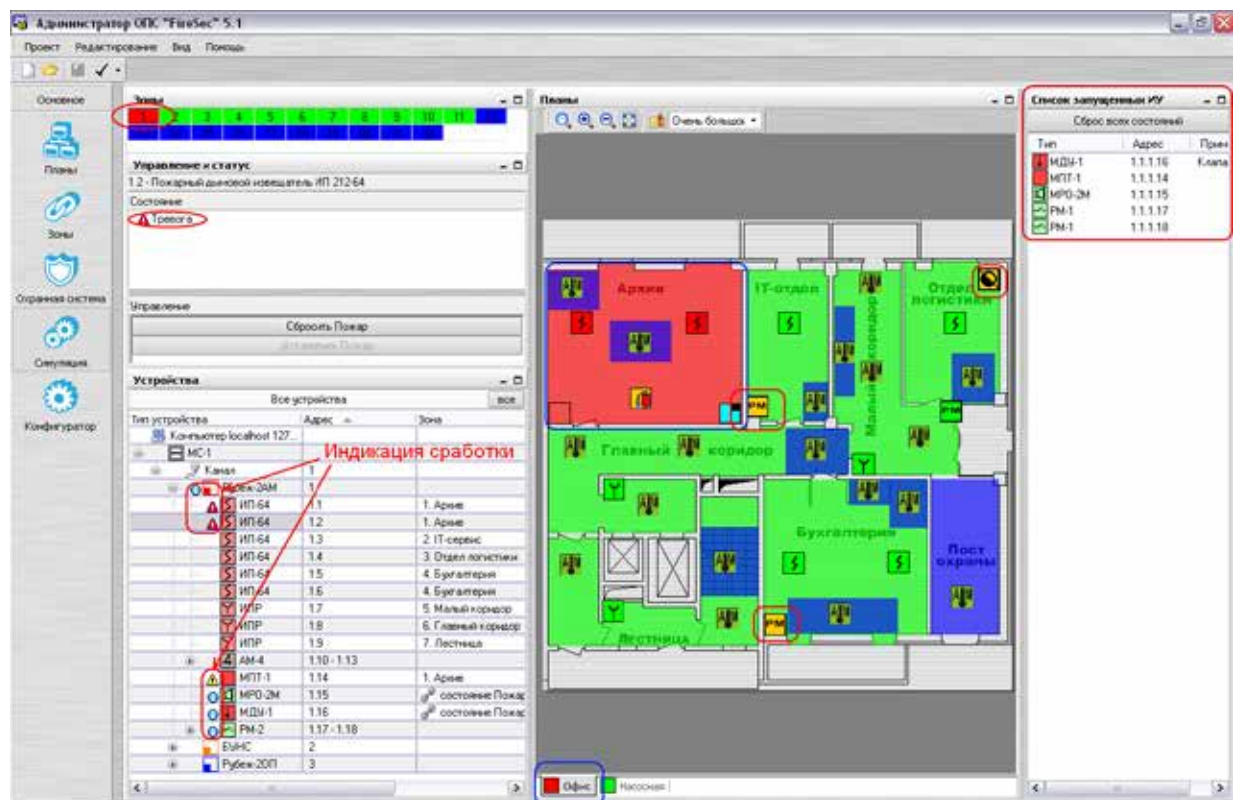 Администратор ОПС "FireSec" 5.1
Проект Редактирование Вид Помощь
Основное
Планы
Зоны
Охранная система
Симуляция
Конфигуратор
Зоны
1 2 3 4 5 6 7 8 9 10 11
Управление и статус
1.2 - Пожарный дымовой извещатель ИП 212-64
Состояние
Тревога
Управление
Сбросить Пожар
Устройства
Все устройства
все
Тип устройства Адрес Зона
Компьютер localhost 127...
МС-1
Канал 1
Рубеж-2АМ 1
ИП-64 1.1 1. Архив
ИП-64 1.2 1. Архив
ИП-64 1.3 2. IT-сервис
ИП-64 1.4 3. Отдел логистики
ИП-64 1.5 4. Бухгалтерия
ИП-64 1.6 4. Бухгалтерия
ИПР 1.7 5. Малый коридор
ИПР 1.8 6. Главный коридор
ИПР 1.9 7. Лестница
4 АМ-4 1.10 - 1.13
МПТ-1 1.14 1. Архив
МРО-2М 1.15 состояние Пожар
МДУ-1 1.16 состояние Пожар
РМ-2 1.17 - 1.18
БУНС 2
Рубеж-2ОП 3
Индикация сработки
Планы
Очень большой
Архив
IT-отдел
Малый коридор
Отдел логистики
РМ
РМ
Главный коридор
Бухгалтерия
Пост охраны
РМ
Лестница
Офис
Насосная
Список запущенных ИУ
Сброс всех состояний
Тип Адрес Прим
МДУ-1 1.1.1.16 Клапа
МПТ-1 1.1.1.14
МРО-2М 1.1.1.15
РМ-1 1.1.1.17
РМ-1 1.1.1.18